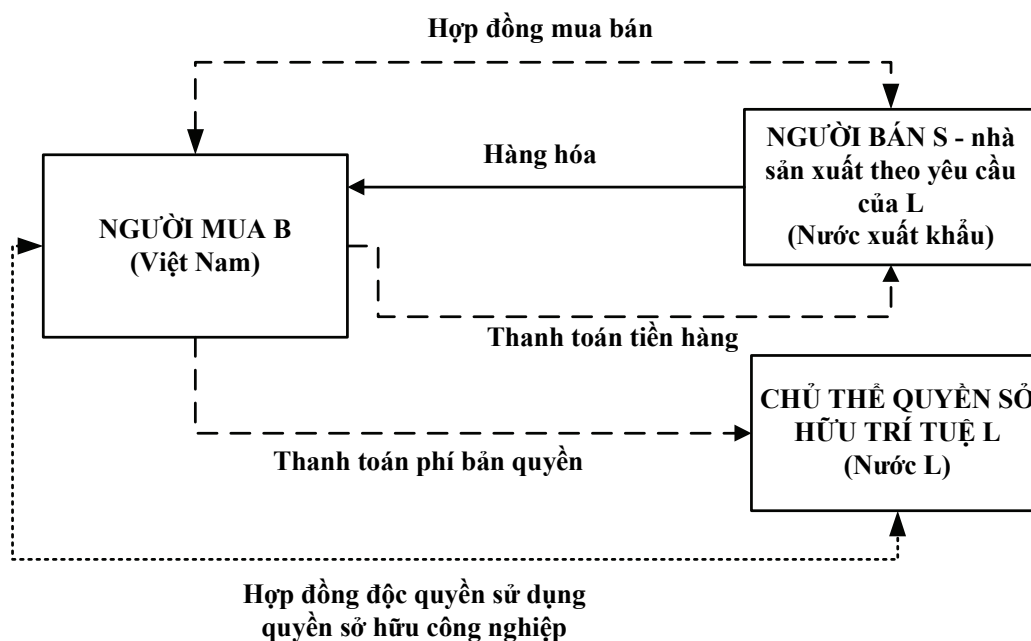 Hợp đồng mua bán
NGƯỜI BÁN S - nhà
sản xuất theo yêu cầu
của L
(Nước xuất khẩu)
Hàng hóa
NGƯỜI MUA B
(Việt Nam)
Thanh toán tiền hàng
CHỦ THỂ QUYỀN SỞ
HỮU TRÍ TUỆ L
(Nước L)
Thanh toán phí bản quyền
Hợp đồng độc quyền sử dụng
quyền sở hữu công nghiệp